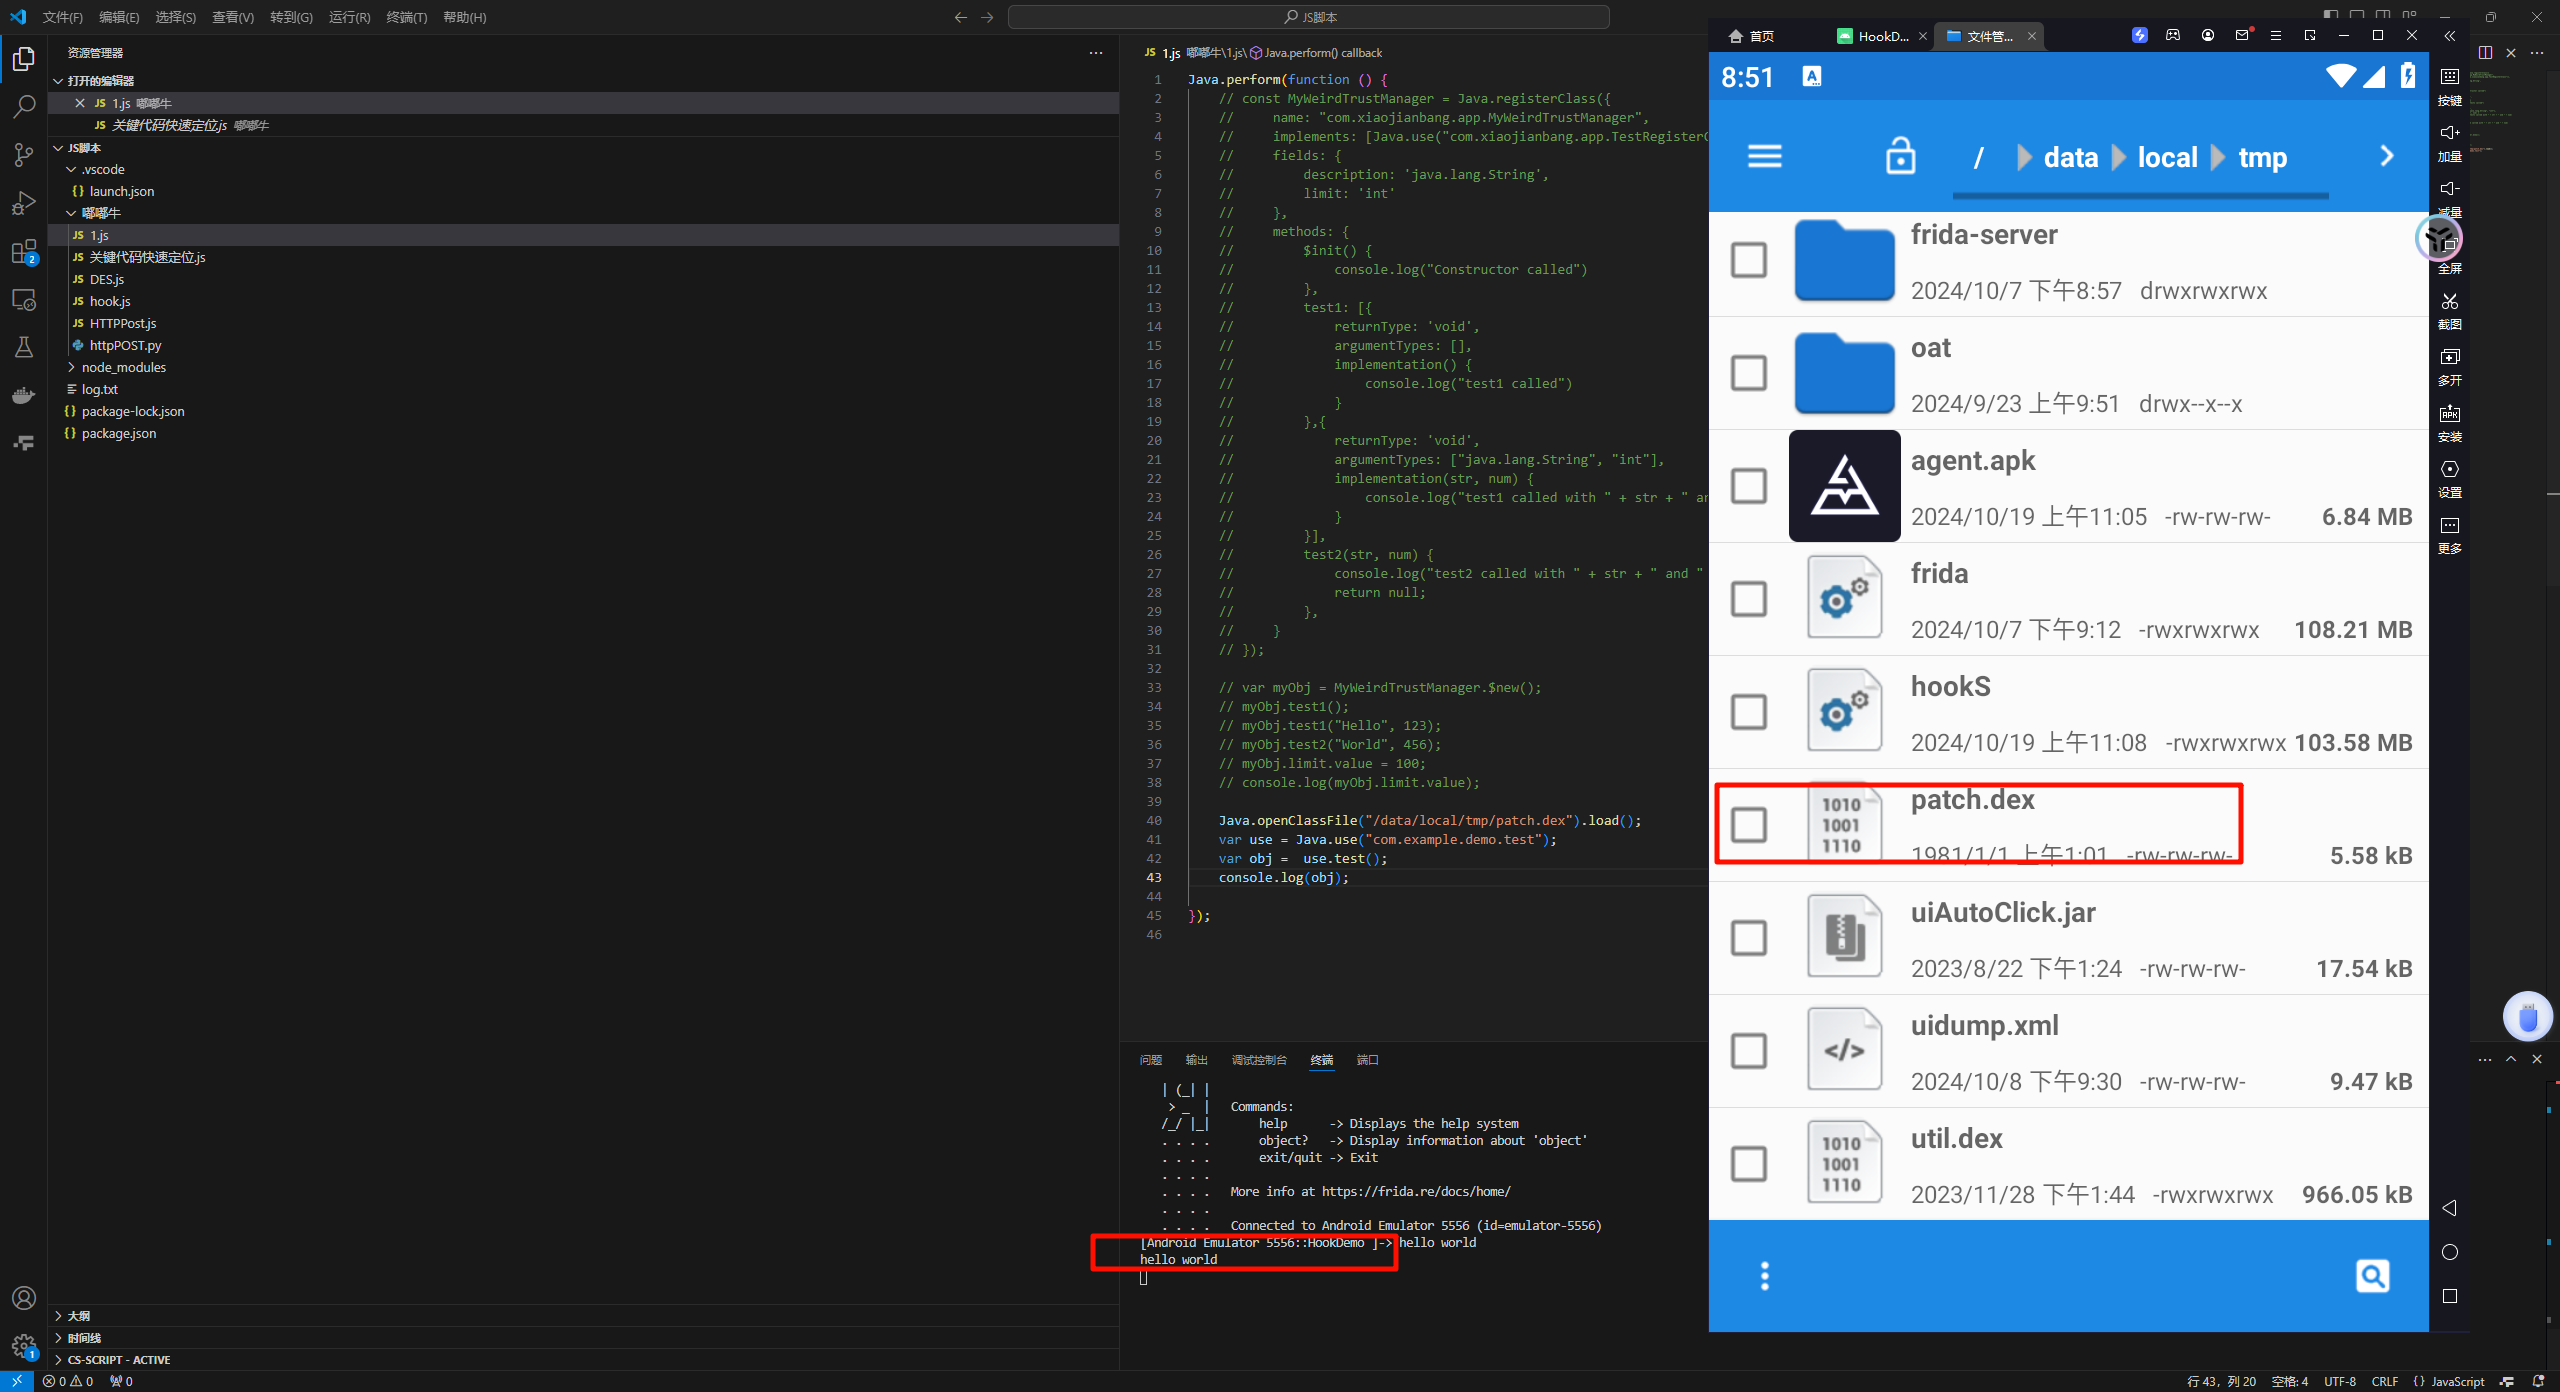 文件(F) 编辑(E) 选择(S) 查看(V) 转到(G) 运行(R) 终端(T) 帮助(H)
JS脚本
资源管理器
打开的编辑器
JS 1.js 嘟嘟牛
JS 关键代码快速定位.js 嘟嘟牛
JS脚本
.vscode
{} launch.json
嘟嘟牛
JS 1.js
JS 关键代码快速定位.js
JS DES.js
JS hook.js
JS HTTPPost.js
httpPOST.py
node_modules
log.txt
{} package-lock.json
{} package.json
2
1
大纲
时间线
CS-SCRIPT - ACTIVE
JS 1.js 嘟嘟牛\1.js\Java.perform() callback
1 Java.perform(function () {
2 // const MyWeirdTrustManager = Java.registerClass({
3 // name: "com.xiaojianbang.app.MyWeirdTrustManager",
4 // implements: [Java.use("com.xiaojianbang.app.TestRegisterC
5 // fields: {
6 // description: 'java.lang.String',
7 // limit: 'int'
8 // },
9 // methods: {
10 // $init() {
11 // console.log("Constructor called")
12 // },
13 // test1: [{
14 // returnType: 'void',
15 // argumentTypes: [],
16 // implementation() {
17 // console.log("test1 called")
18 // }
19 // },{
20 // returnType: 'void',
21 // argumentTypes: ["java.lang.String", "int"],
22 // implementation(str, num) {
23 // console.log("test1 called with " + str + " an
24 // }
25 // }],
26 // test2(str, num) {
27 // console.log("test2 called with " + str + " and "
28 // return null;
29 // },
30 // }
31 // });
32
33 // var myObj = MyWeirdTrustManager.$new();
34 // myObj.test1();
35 // myObj.test1("Hello", 123);
36 // myObj.test2("World", 456);
37 // myObj.limit.value = 100;
38 // console.log(myObj.limit.value);
39
40 Java.openClassFile("/data/local/tmp/patch.dex").load();
41 var use = Java.use("com.example.demo.test");
42 var obj =  use.test();
43 console.log(obj);
44
45 });
46
问题 输出 调试控制台 终端 端口
| (_| |
> _ | Commands:
/_/ |_| help -> Displays the help system
. . . . object? -> Display information about 'object'
. . . . exit/quit -> Exit
. . . .
. . . . More info at https://frida.re/docs/home/
. . . .
. . . . Connected to Android Emulator 5556 (id=emulator-5556)
[Android Emulator 5556::HookDemo ]-> hello world
hello world
首页 HookD... 文件管...
8:51 A
/ data local tmp
frida-server
2024/10/7 下午8:57 drwxrwxrwx
oat
2024/9/23 上午9:51 drwx--x--x
agent.apk
2024/10/19 上午11:05 -rw-rw-rw- 6.84 MB
frida
2024/10/7 下午9:12 -rwxrwxrwx 108.21 MB
hookS
2024/10/19 上午11:08 -rwxrwxrwx 103.58 MB
1010
1001
1110
patch.dex
1981/1/1 上午1:01 -rw-rw-rw- 5.58 kB
uiAutoClick.jar
2023/8/22 下午1:24 -rw-rw-rw- 17.54 kB
</>
uidump.xml
2024/10/8 下午9:30 -rw-rw-rw- 9.47 kB
1010
1001
1110
util.dex
2023/11/28 下午1:44 -rwxrwxrwx 966.05 kB
按键
加量
减量
全屏
截图
多开
APK
安装
设置
更多
0 0 0
行 43，列 20 空格: 4 UTF-8 CRLF {} JavaScript